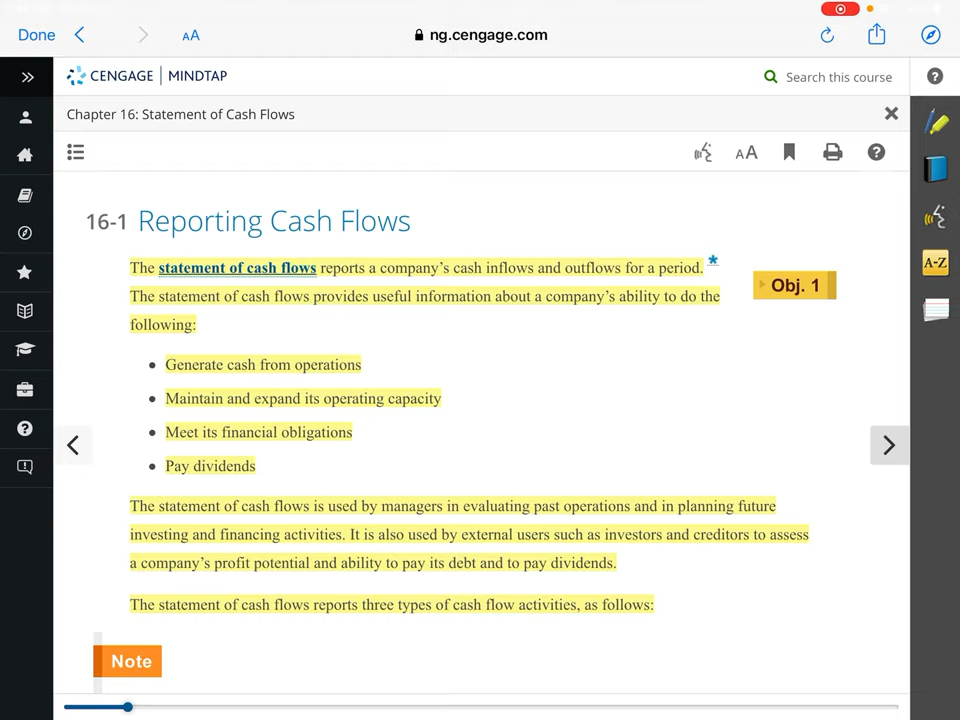 Done AA ng.cengage.com
CENGAGE | MINDTAP Search this course
Chapter 16: Statement of Cash Flows
AA
16-1 Reporting Cash Flows
The statement of cash flows reports a company's cash inflows and outflows for a period. *
Obj. 1
The statement of cash flows provides useful information about a company's ability to do the
following:
• Generate cash from operations
• Maintain and expand its operating capacity
• Meet its financial obligations
• Pay dividends
The statement of cash flows is used by managers in evaluating past operations and in planning future
investing and financing activities. It is also used by external users such as investors and creditors to assess
a company's profit potential and ability to pay its debt and to pay dividends.
The statement of cash flows reports three types of cash flow activities, as follows:
Note
A-Z